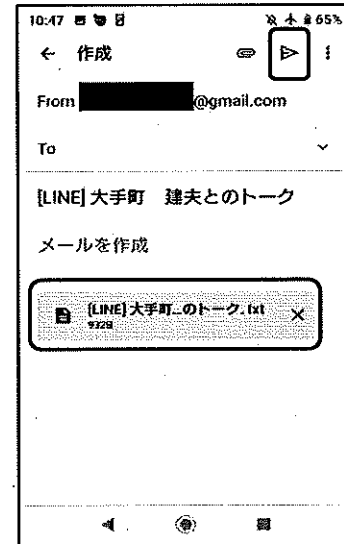 10:47 65%
作成
From @gmail.com
To
[LINE] 大手町 建夫とのトーク
メールを作成
[LINE] 大手町...のトーク.txt
932B